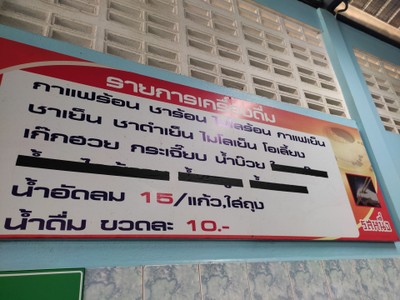 รายการเครื่องดื่ม
กาแฟร้อน ชาร้อน ไมโลร้อน กาแฟเย็น
ชาเย็น ชาดำเย็น ไมโลเย็น โอเลี้ยง
เก๊กฮวย กระเจี๊ยบ น้ำบ๊วย
น้ำอัดลม 15/แก้ว,ใส่ถุง
น้ำดื่ม ขวดละ 10.-